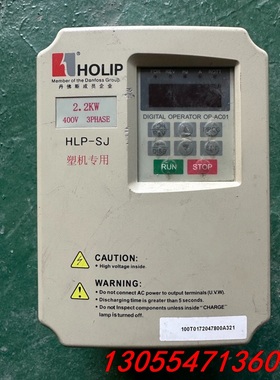 HOLIP
Member of the Danfoss Group
丹佛斯成员企业
2.2KW
400V 3PHASE
HLP-SJ
塑机专用
DIGITAL OPERATOR OP-AC01
RUN
STOP
CAUTION:
High voltage inside
WARNING:
Do not connect AC power to output terminals (U.V.W).
Discharging time is greater than 5 seconds.
Do not inspect components unless inside "CHARGE"
lamp is turned off.
100T0172047800A321
13055471360